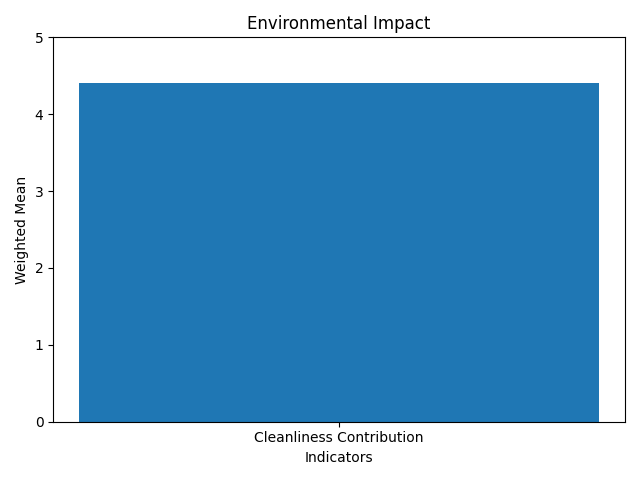 Environmental Impact
Weighted Mean
5
4
3
2
1
0
Cleanliness Contribution
Indicators